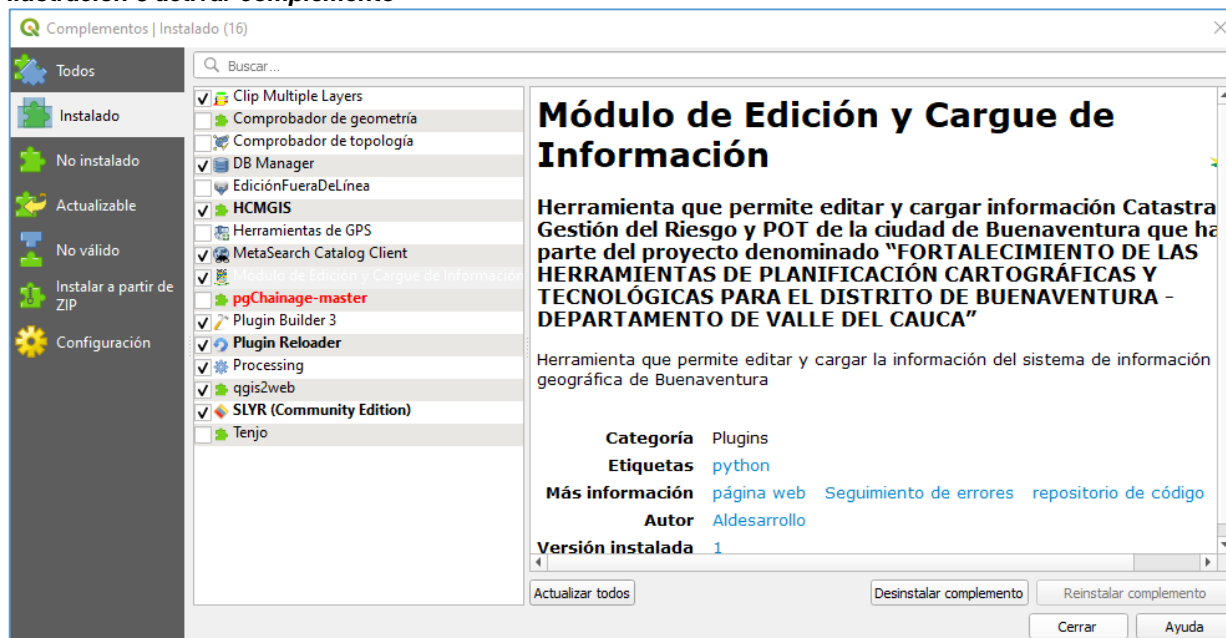 Complementos | Instalado (16)
Todos
Instalado
No instalado
Actualizable
No válido
Instalar a partir de
ZIP
Configuración
Buscar...
Clip Multiple Layers
Comprobador de geometría
Comprobador de topología
DB Manager
EdiciónFueraDeLínea
HCMGIS
Herramientas de GPS
MetaSearch Catalog Client
Módulo de Edición y Cargue de Información
pgChainage-master
Plugin Builder 3
Plugin Reloader
Processing
qgis2web
SLYR (Community Edition)
Tenjo
Módulo de Edición y Cargue de
Información
Herramienta que permite editar y cargar información Catastra
Gestión del Riesgo y POT de la ciudad de Buenaventura que ha
parte del proyecto denominado “FORTALECIMIENTO DE LAS
HERRAMIENTAS DE PLANIFICACIÓN CARTOGRÁFICAS Y
TECNOLÓGICAS PARA EL DISTRITO DE BUENAVENTURA -
DEPARTAMENTO DE VALLE DEL CAUCA”
Herramienta que permite editar y cargar la información del sistema de información
geográfica de Buenaventura
Categoría Plugins
Etiquetas python
Más información página web Seguimiento de errores repositorio de código
Autor Aldesarrollo
Versión instalada 1
Actualizar todos
Desinstalar complemento
Reinstalar complemento
Cerrar
Ayuda